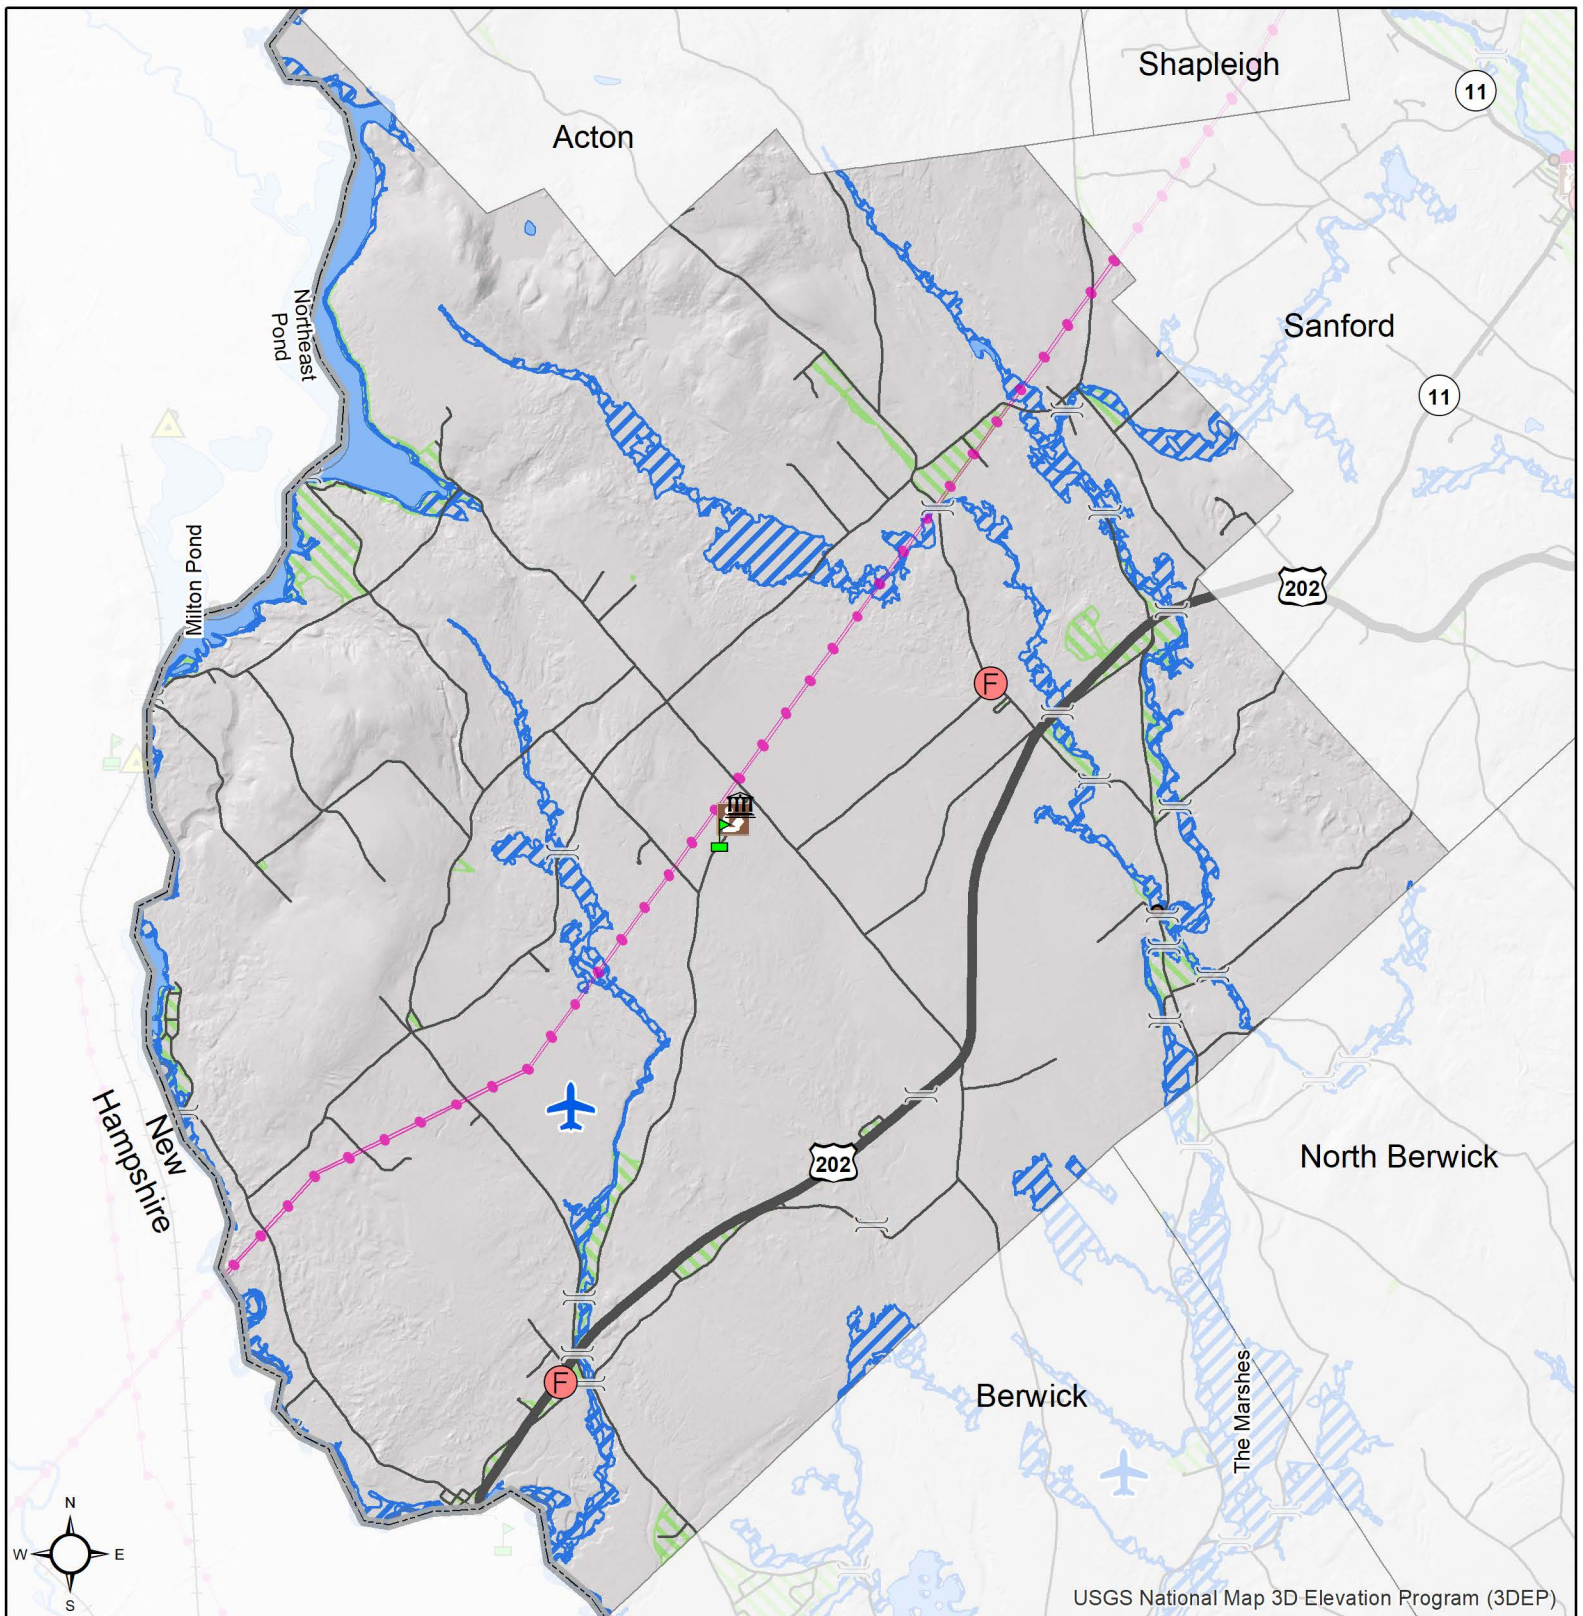 Shapleigh
11
Acton
Northeast
Pond
Sanford
11
Milton Pond
202
F
202
New
Hampshire
North Berwick
F
Berwick
The Marshes
N
W
E
S
USGS National Map 3D Elevation Program (3DEP)